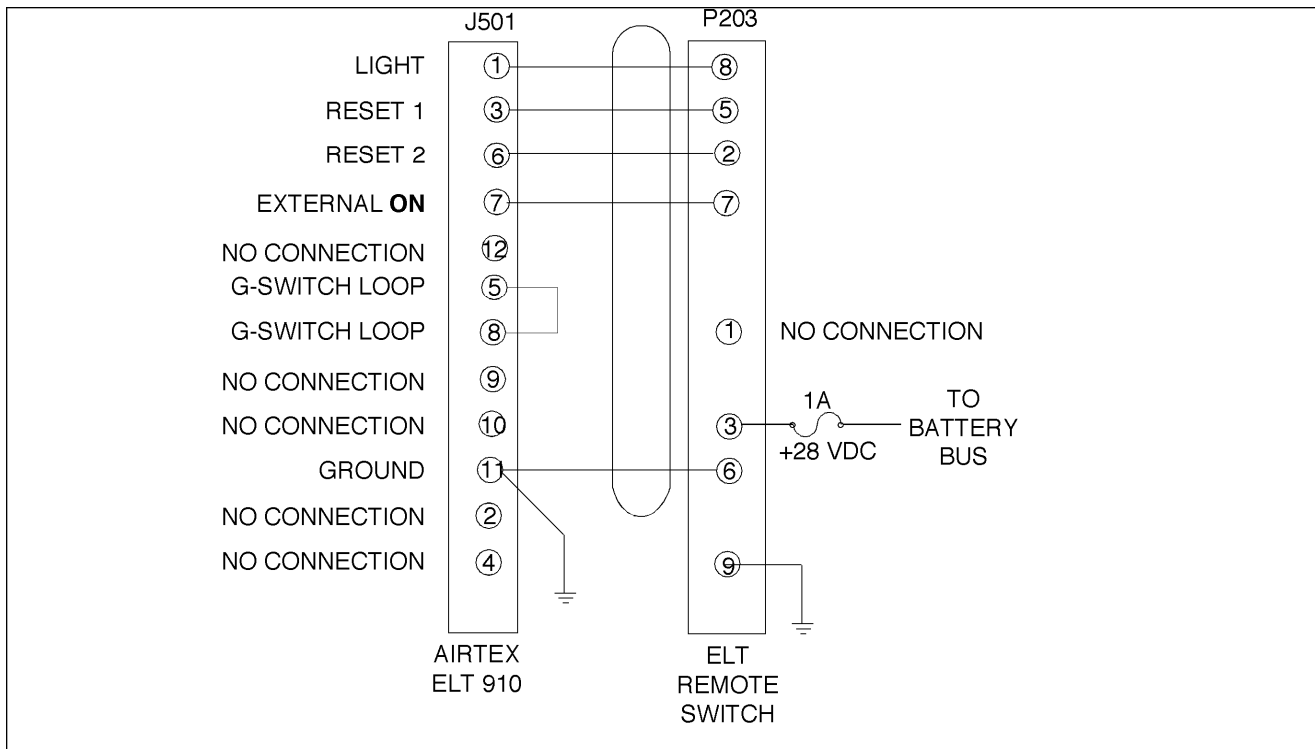 J501 P203
LIGHT 1 8
RESET 1 3 5
RESET 2 6 2
EXTERNAL ON 7 7
NO CONNECTION 12
G-SWITCH LOOP 5
G-SWITCH LOOP 8 1 NO CONNECTION
NO CONNECTION 9
NO CONNECTION 10 3 1A +28 VDC TO BATTERY BUS
GROUND 11 6
NO CONNECTION 2
NO CONNECTION 4 9
AIRTEX
ELT 910
ELT
REMOTE
SWITCH